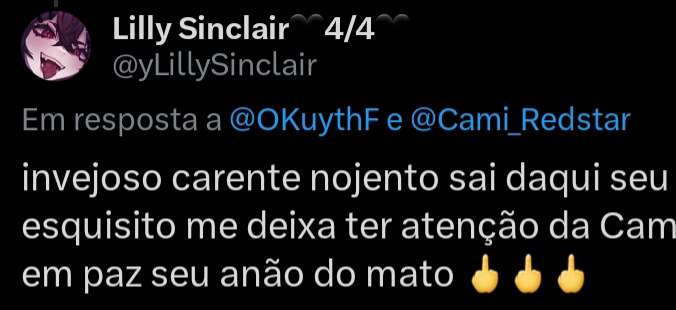 Lilly Sinclair🖤4/4🖤
@yLillySinclair
Em resposta a @OKuythF e @Cami_Redstar
invejoso carente nojento sai daqui seu
esquisito me deixa ter atenção da Cam
em paz seu anão do mato 🖕🖕🖕